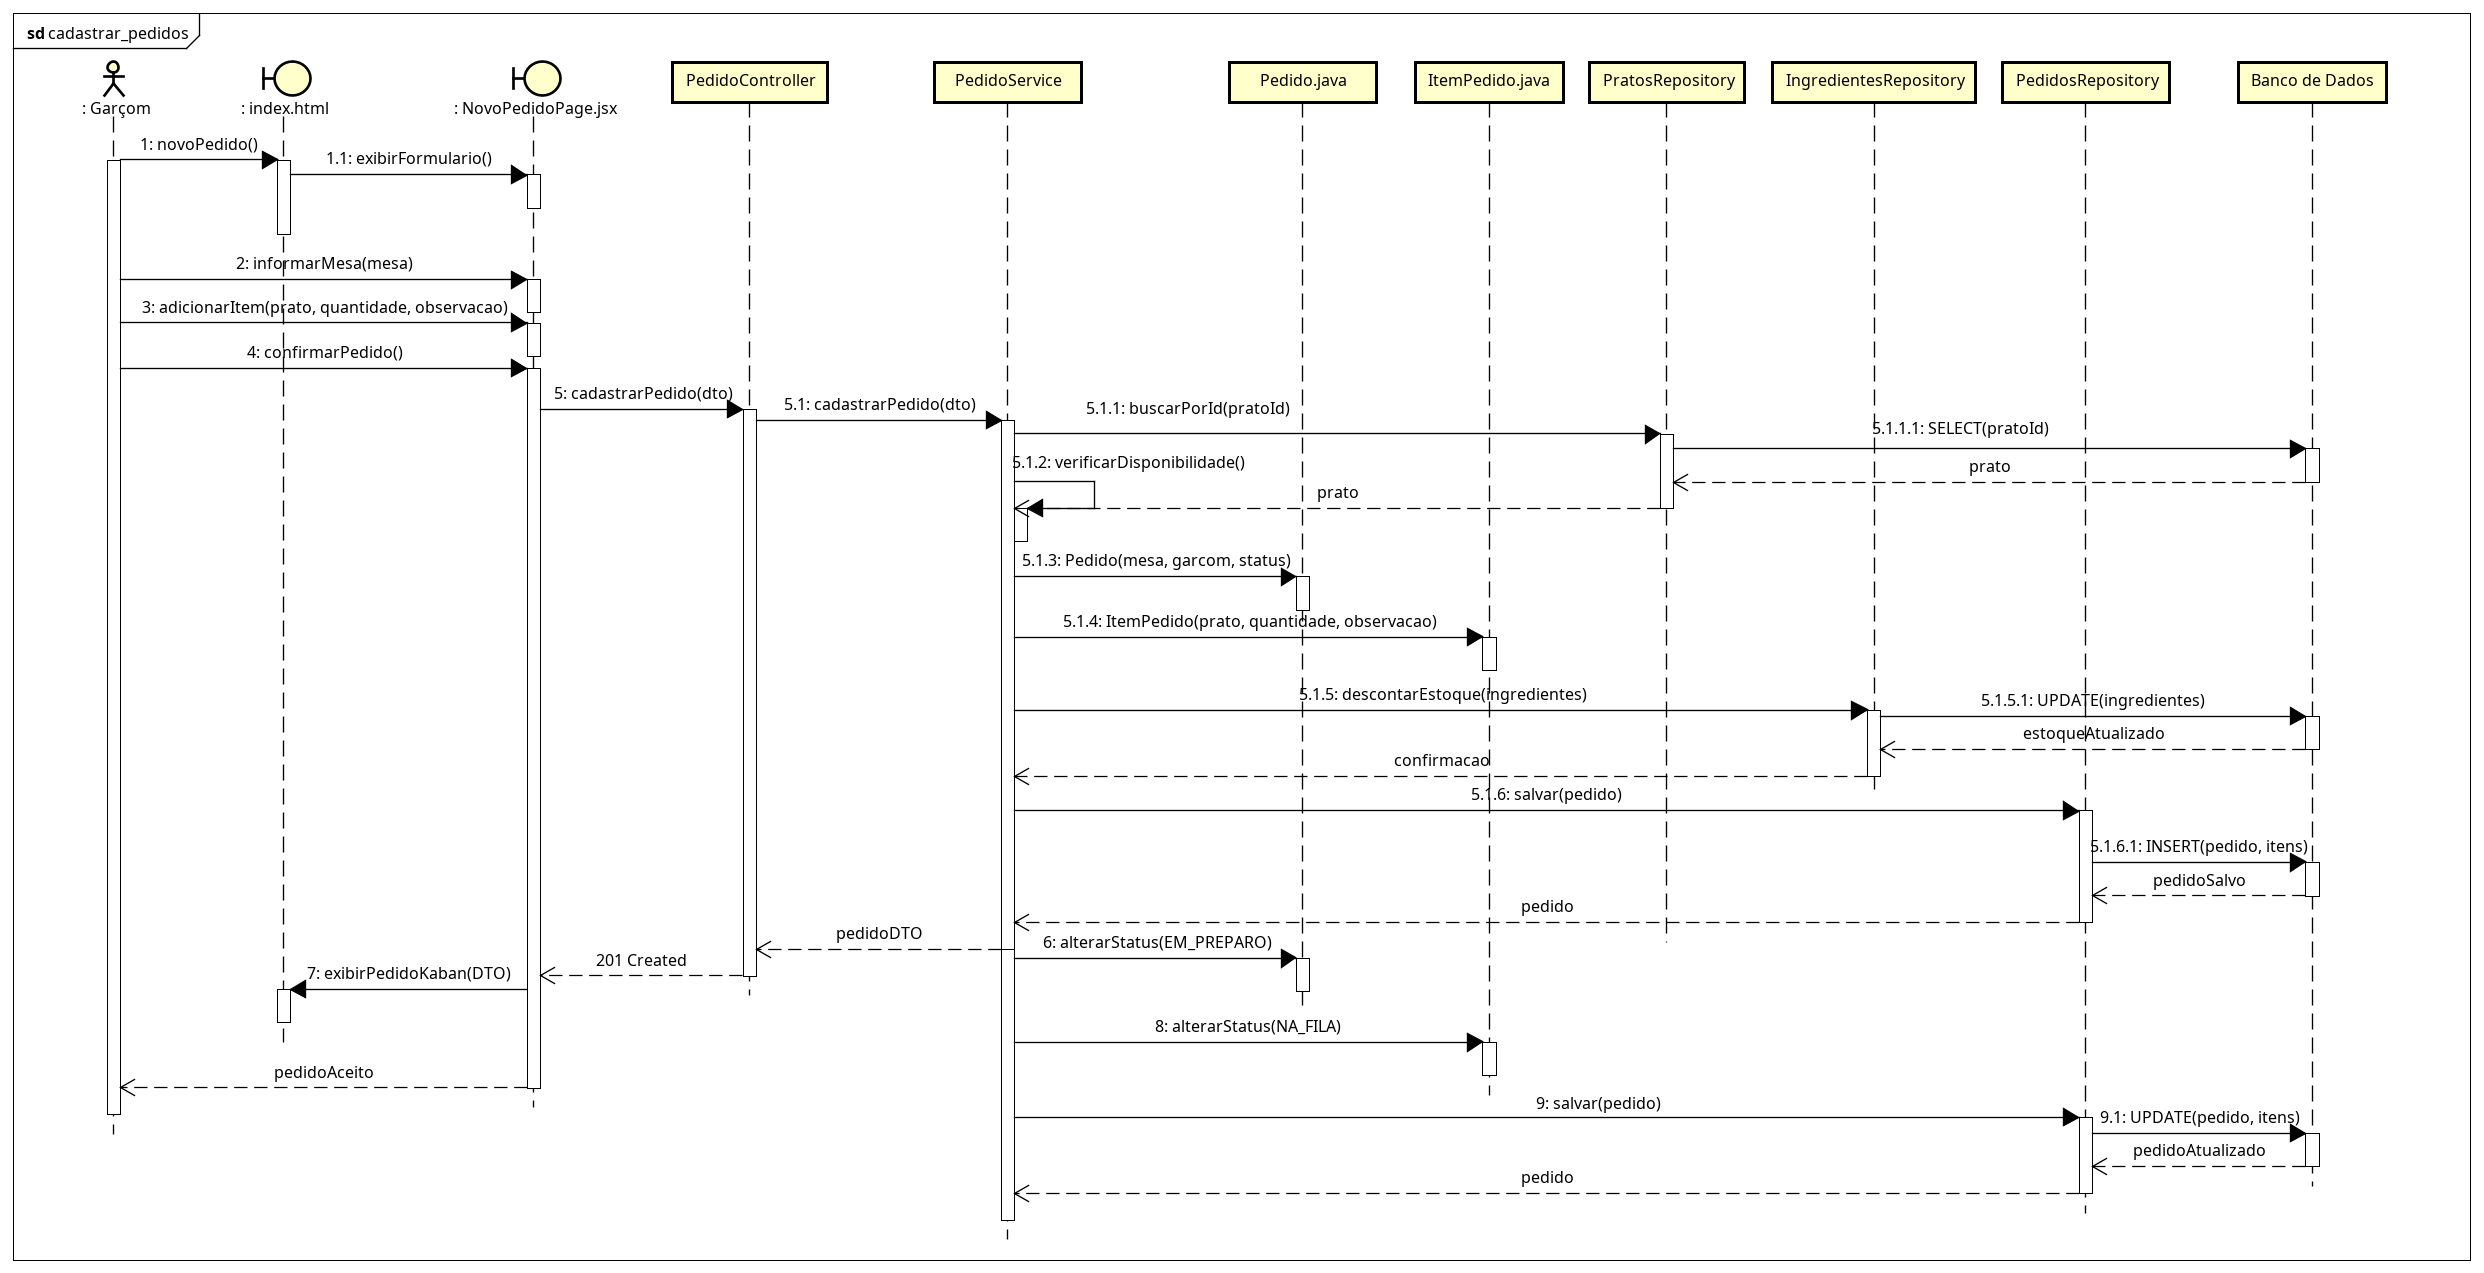 sd cadastrar_pedidos
: Garçom
: index.html
: NovoPedidoPage.jsx
PedidoController
PedidoService
Pedido.java
ItemPedido.java
PratosRepository
IngredientesRepository
PedidosRepository
Banco de Dados
1: novoPedido()
1.1: exibirFormulario()
2: informarMesa(mesa)
3: adicionarItem(prato, quantidade, observacao)
4: confirmarPedido()
5: cadastrarPedido(dto)
5.1: cadastrarPedido(dto)
5.1.1: buscarPorId(pratoId)
5.1.1.1: SELECT(pratoId)
prato
5.1.2: verificarDisponibilidade()
prato
5.1.3: Pedido(mesa, garcom, status)
5.1.4: ItemPedido(prato, quantidade, observacao)
5.1.5: descontarEstoque(ingredientes)
5.1.5.1: UPDATE(ingredientes)
estoqueAtualizado
confirmacao
5.1.6: salvar(pedido)
5.1.6.1: INSERT(pedido, itens)
pedidoSalvo
pedido
pedidoDTO
6: alterarStatus(EM_PREPARO)
201 Created
7: exibirPedidoKaban(DTO)
8: alterarStatus(NA_FILA)
pedidoAceito
9: salvar(pedido)
9.1: UPDATE(pedido, itens)
pedidoAtualizado
pedido